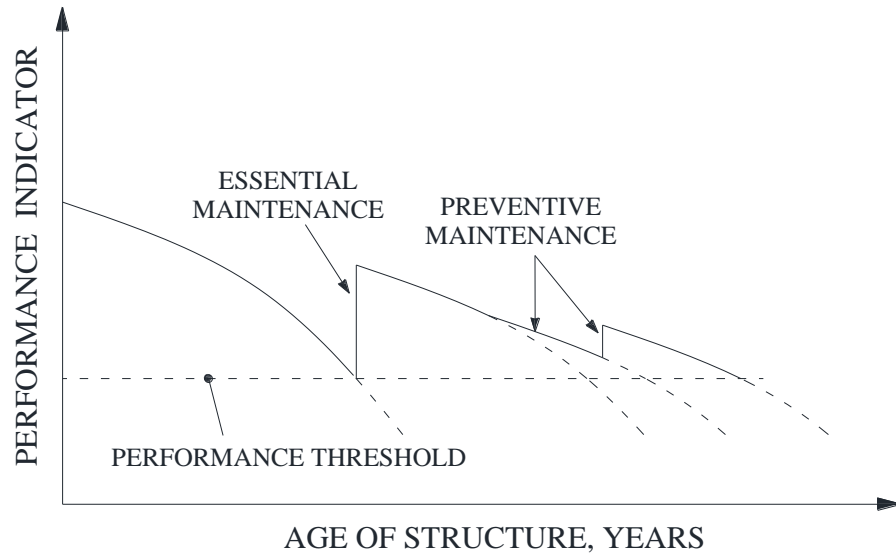 PERFORMANCE INDICATOR
ESSENTIAL
MAINTENANCE
PREVENTIVE
MAINTENANCE
PERFORMANCE THRESHOLD
AGE OF STRUCTURE, YEARS